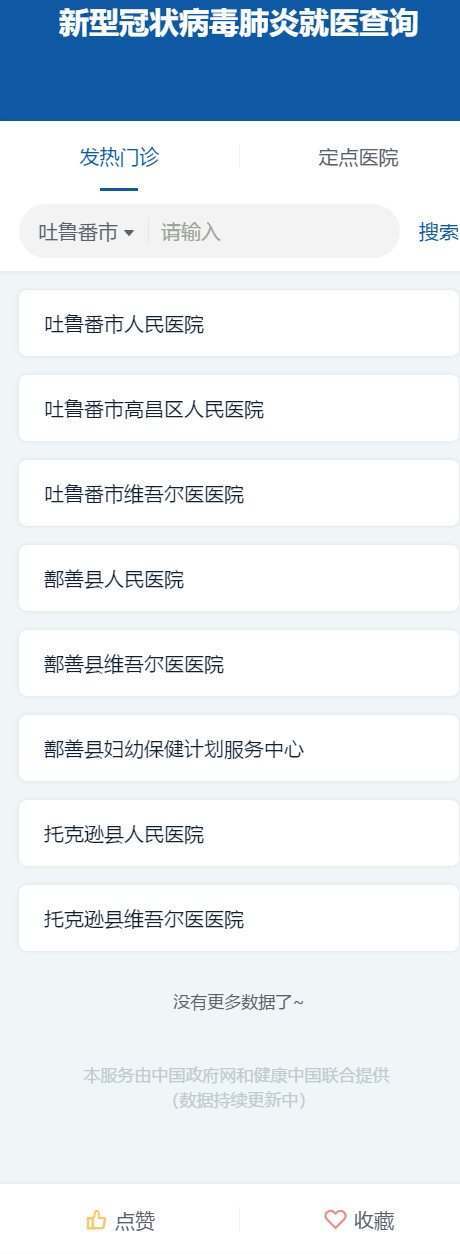 新型冠状病毒肺炎就医查询
发热门诊
定点医院
吐鲁番市 请输入 搜索
吐鲁番市人民医院
吐鲁番市高昌区人民医院
吐鲁番市维吾尔医医院
鄯善县人民医院
鄯善县维吾尔医医院
鄯善县妇幼保健计划服务中心
托克逊县人民医院
托克逊县维吾尔医医院
没有更多数据了~
本服务由中国政府网和健康中国联合提供
（数据持续更新中）
点赞
收藏